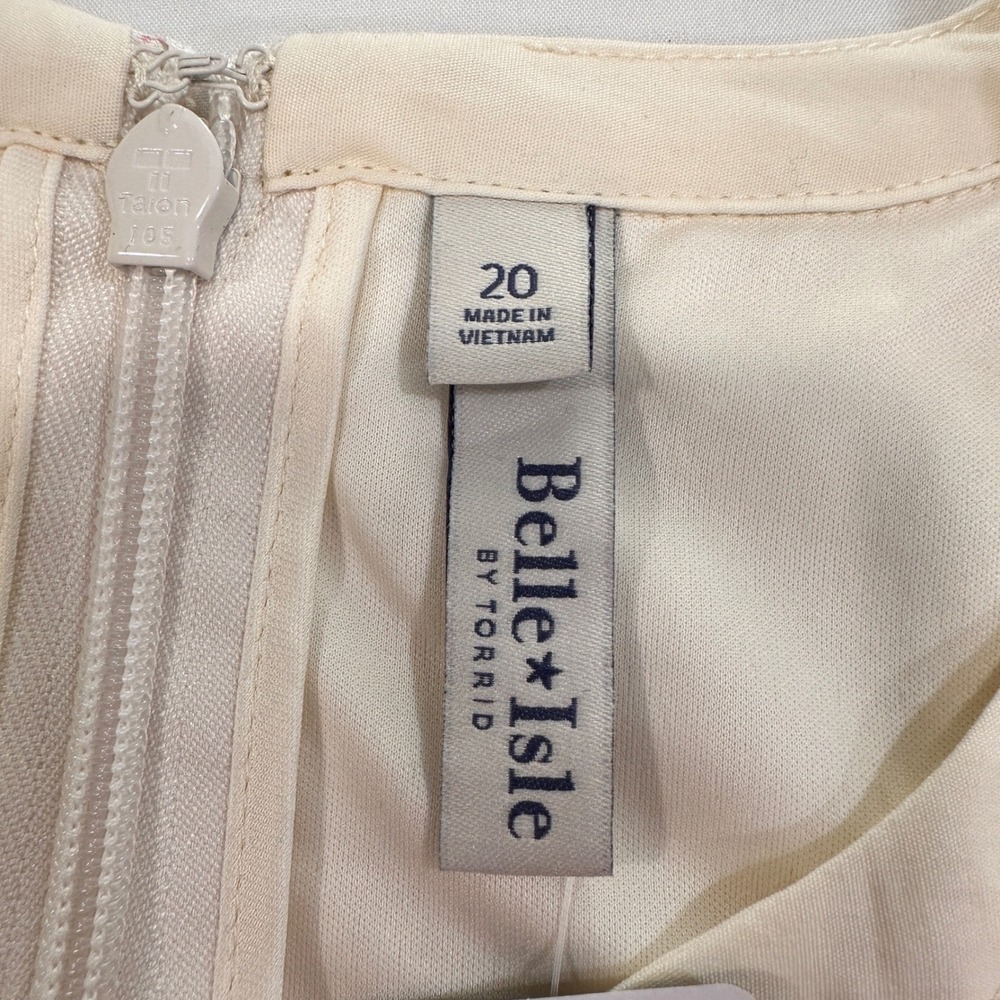 Talon
105
20
MADE IN
VIETNAM
Belle★Isle
BY TORRID